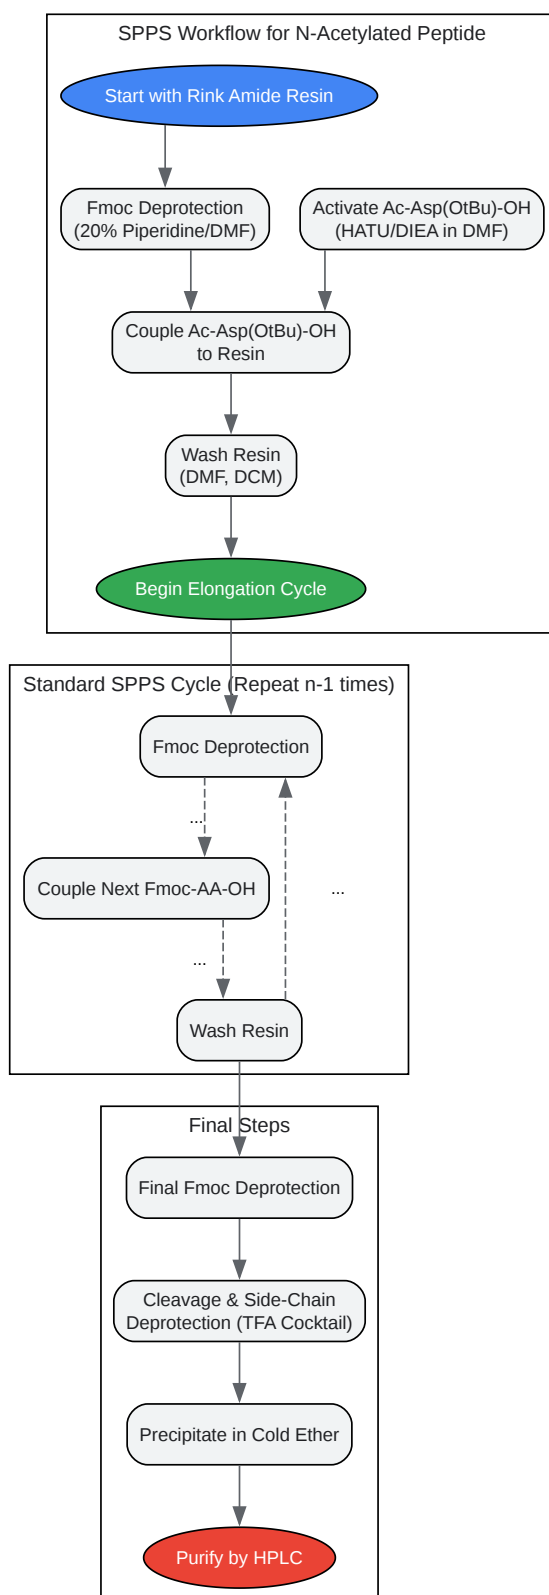 SPPS Workflow for N-Acetylated Peptide
Start with Rink Amide Resin
Fmoc Deprotection
(20% Piperidine/DMF)
Activate Ac-Asp(OtBu)-OH
(HATU/DIEA in DMF)
Couple Ac-Asp(OtBu)-OH
to Resin
Wash Resin
(DMF, DCM)
Begin Elongation Cycle
Standard SPPS Cycle (Repeat n-1 times)
Fmoc Deprotection
...
Couple Next Fmoc-AA-OH
...
...
Wash Resin
Final Steps
Final Fmoc Deprotection
Cleavage & Side-Chain
Deprotection (TFA Cocktail)
Precipitate in Cold Ether
Purify by HPLC